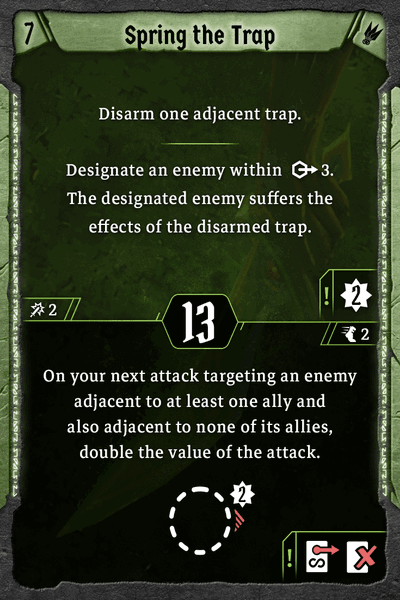 7
Spring the Trap
Disarm one adjacent trap.
Designate an enemy within 3.
The designated enemy suffers the
effects of the disarmed trap.
2
2
13
2
On your next attack targeting an enemy
adjacent to at least one ally and
also adjacent to none of its allies,
double the value of the attack.
2